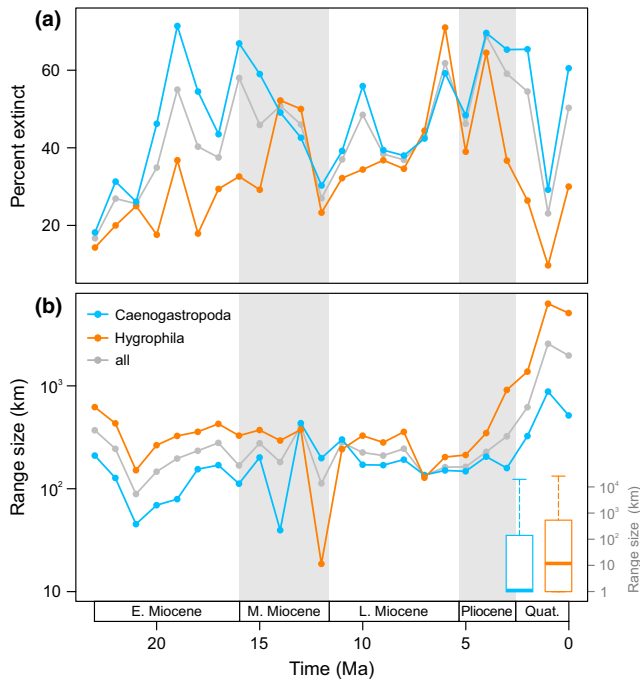 (a)
Percent extinct
60
40
20
(b)
Caenogastropoda
Hygrophila
all
Range size (km)
10³
10²
10
10⁴
10³
10²
10
1
Range size (km)
E. Miocene
M. Miocene
L. Miocene
Pliocene
Quat.
20
15
10
5
0
Time (Ma)